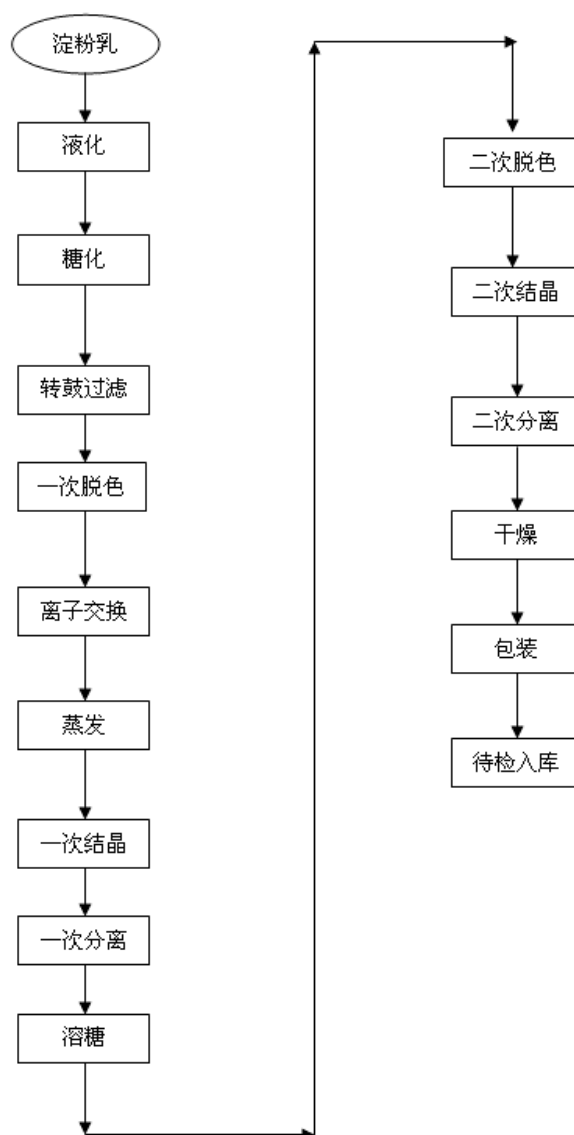 淀粉乳
液化
糖化
转鼓过滤
一次脱色
离子交换
蒸发
一次结晶
一次分离
溶糖
二次脱色
二次结晶
二次分离
干燥
包装
待检入库